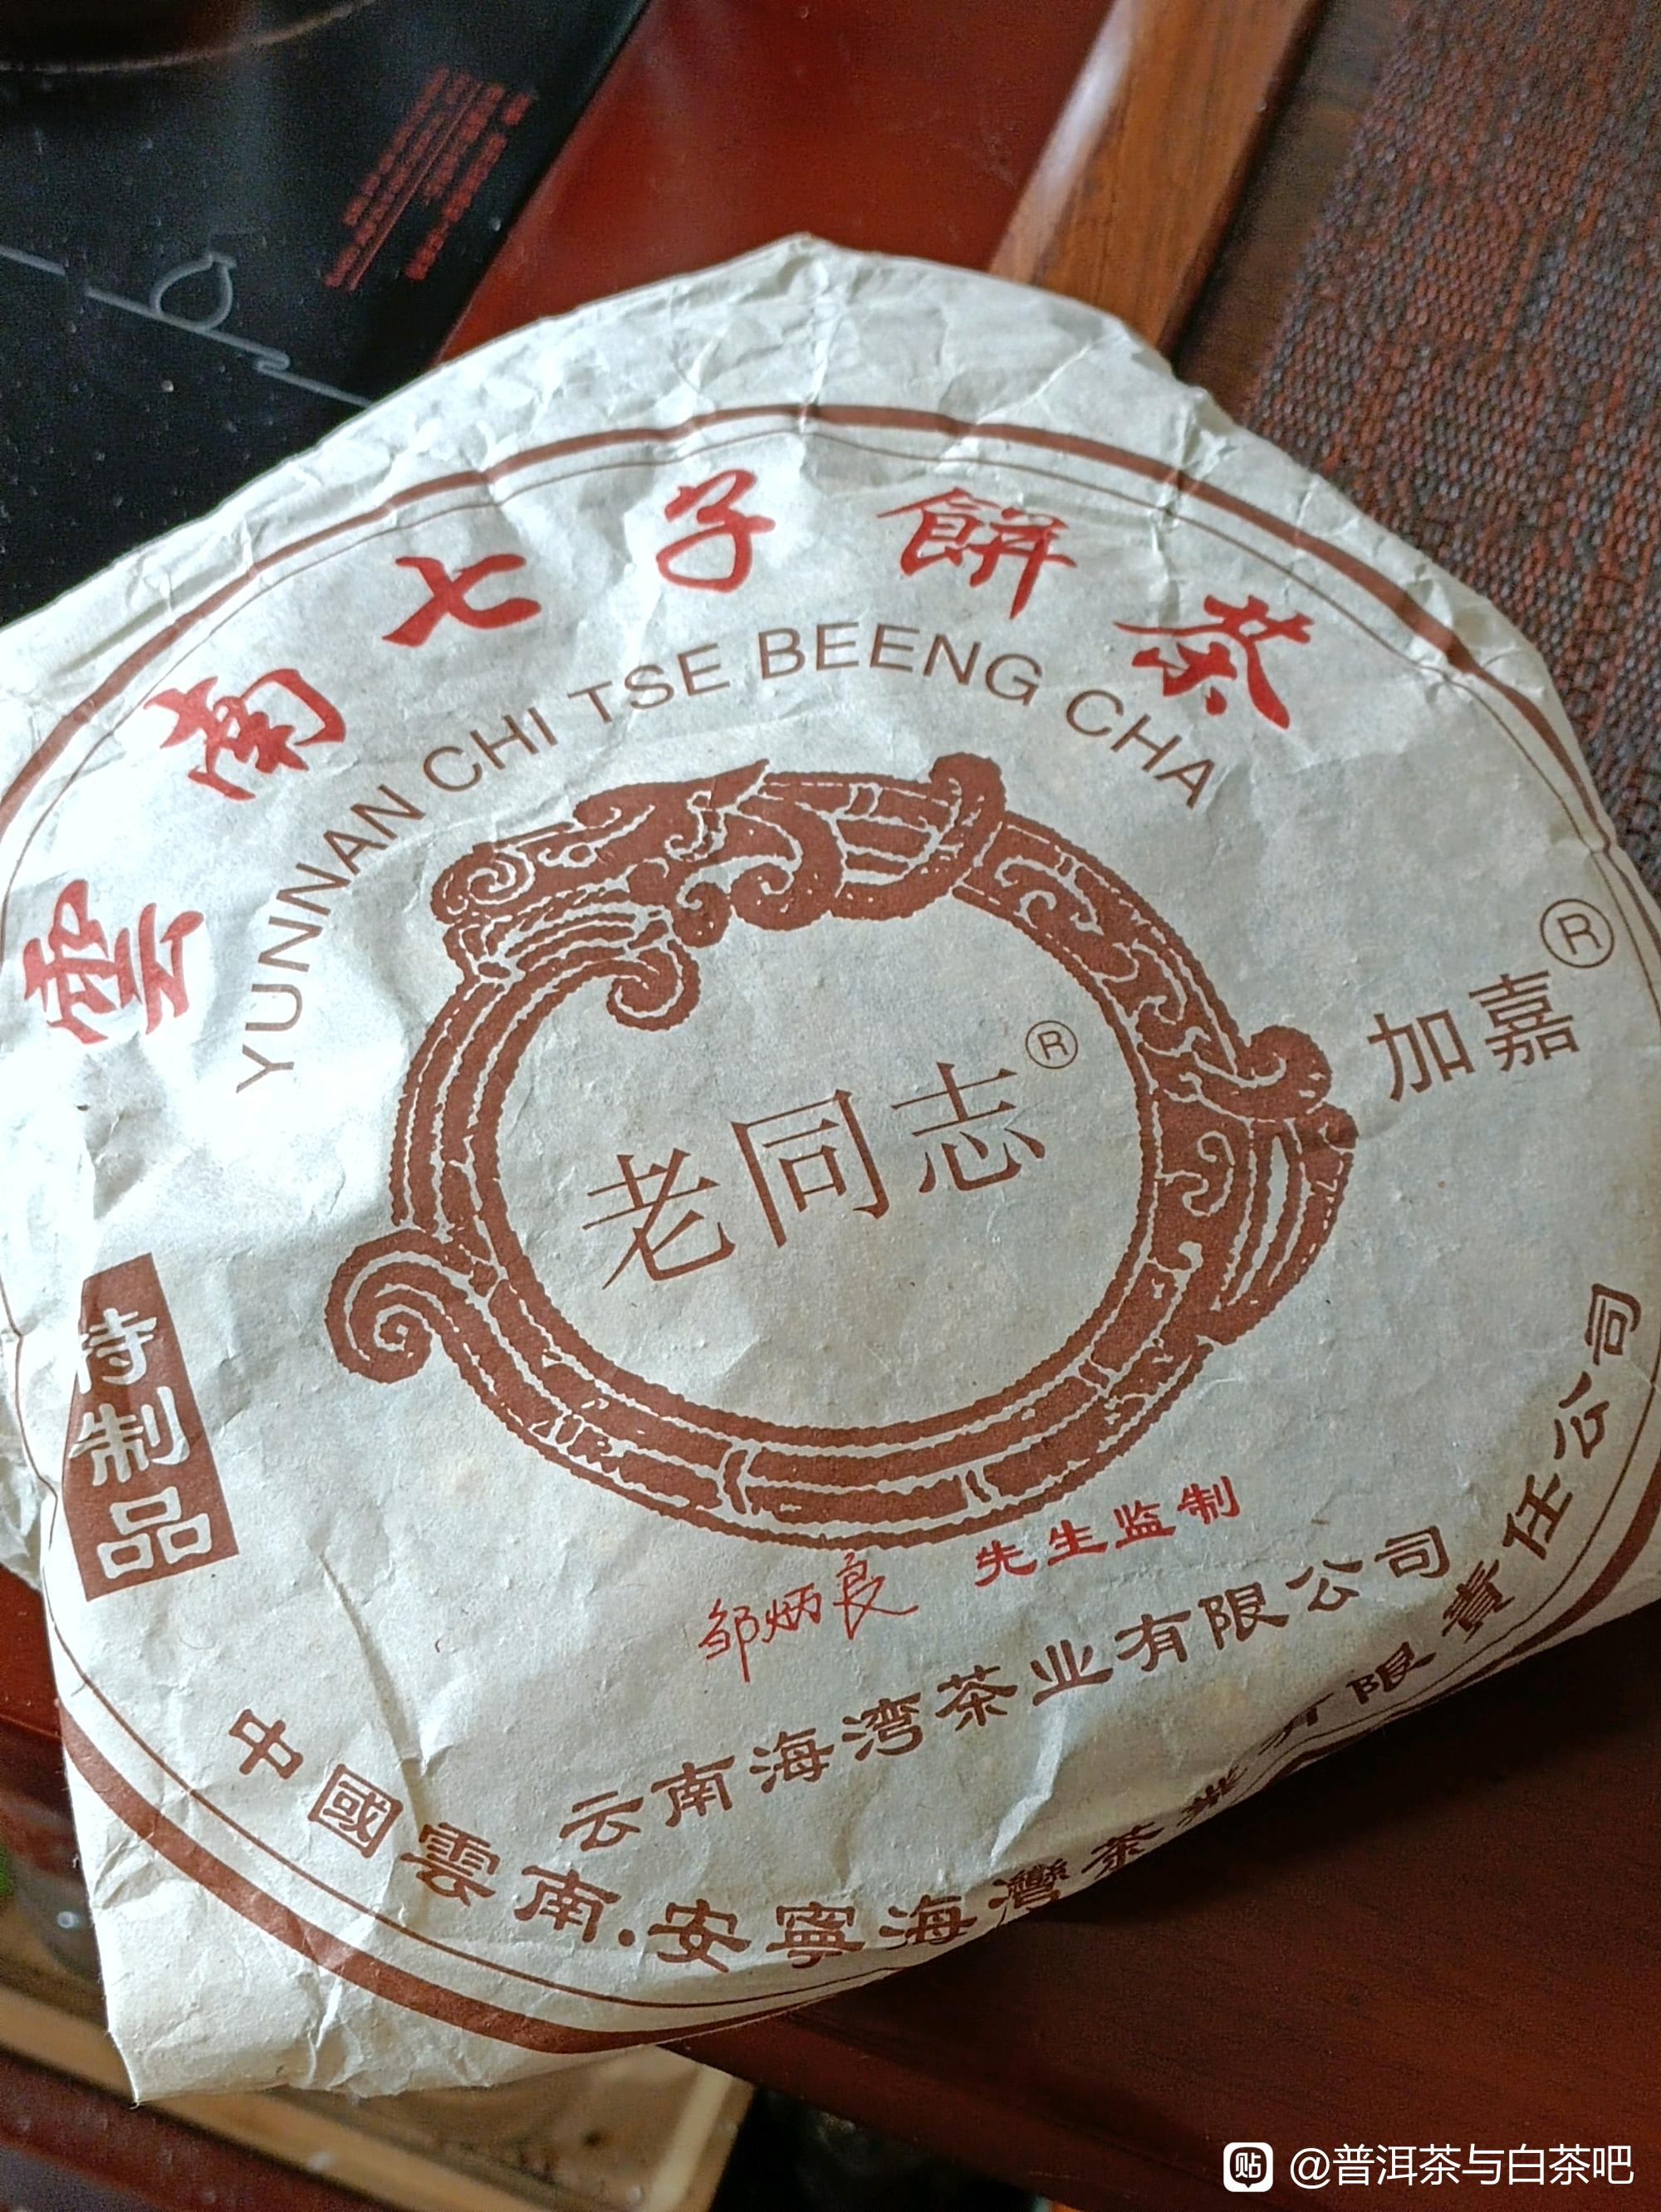 雲南七子餅茶
YUNNAN CHI TSE BEENG CHA
老同志®
加嘉®
特制品
邹炳良 先生监制
云南海湾茶业有限公司
中國雲南.安寧海灣茶業有限責任公司
贴 @普洱茶与白茶吧